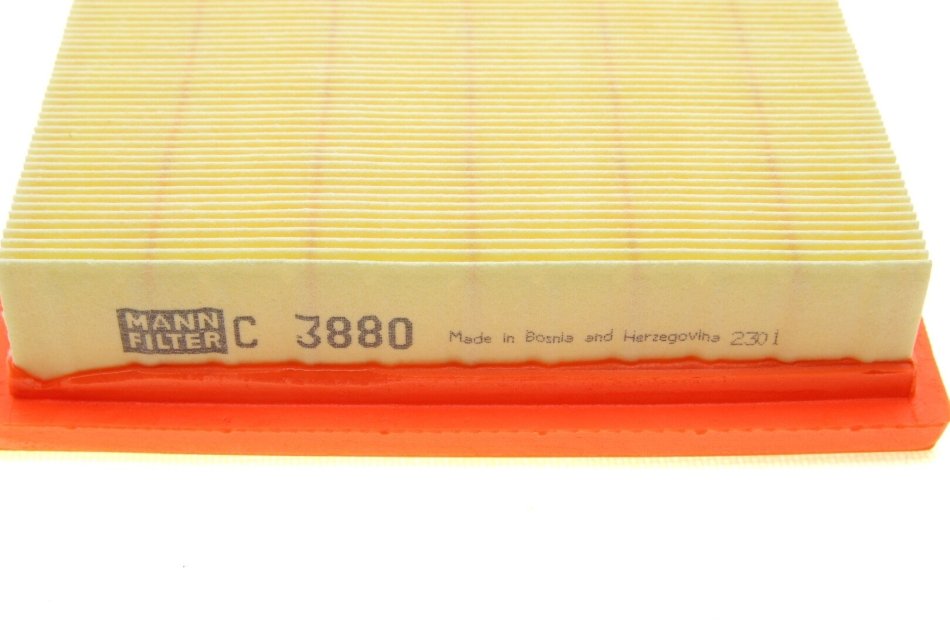 MANN
FILTER C 3880 Made in Bosnia and Herzegovina 2301